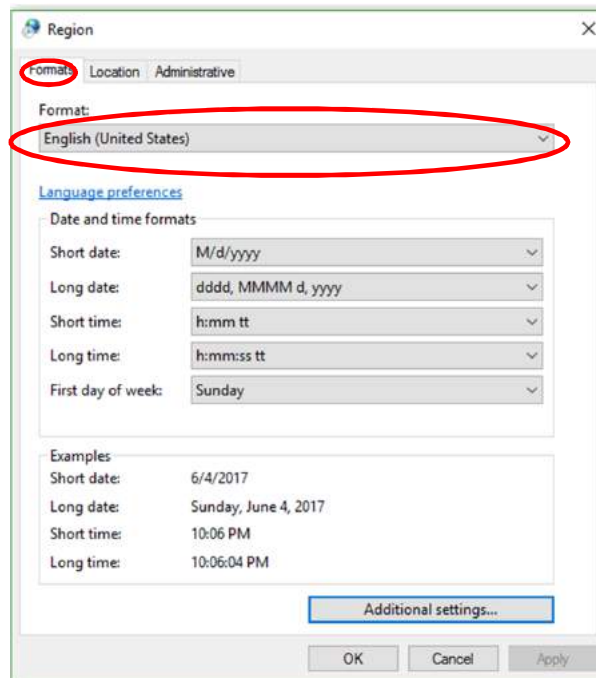 Region
Formats Location Administrative
Format:
English (United States)
Language preferences
Date and time formats
Short date: M/d/yyyy
Long date: dddd, MMMM d, yyyy
Short time: h:mm tt
Long time: h:mm:ss tt
First day of week: Sunday
Examples
Short date: 6/4/2017
Long date: Sunday, June 4, 2017
Short time: 10:06 PM
Long time: 10:06:04 PM
Additional settings...
OK Cancel Apply